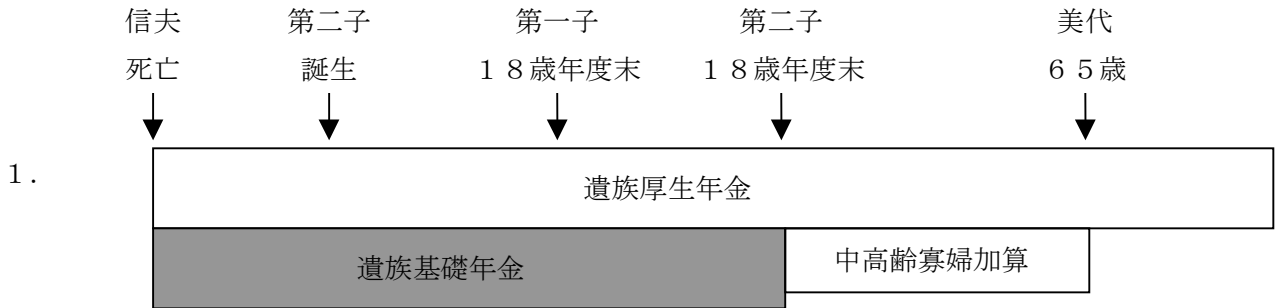 信夫 第二子 第一子 第二子 美代
死亡 誕生 １８歳年度末 １８歳年度末 ６５歳
１．
遺族厚生年金
遺族基礎年金 中高齢寡婦加算